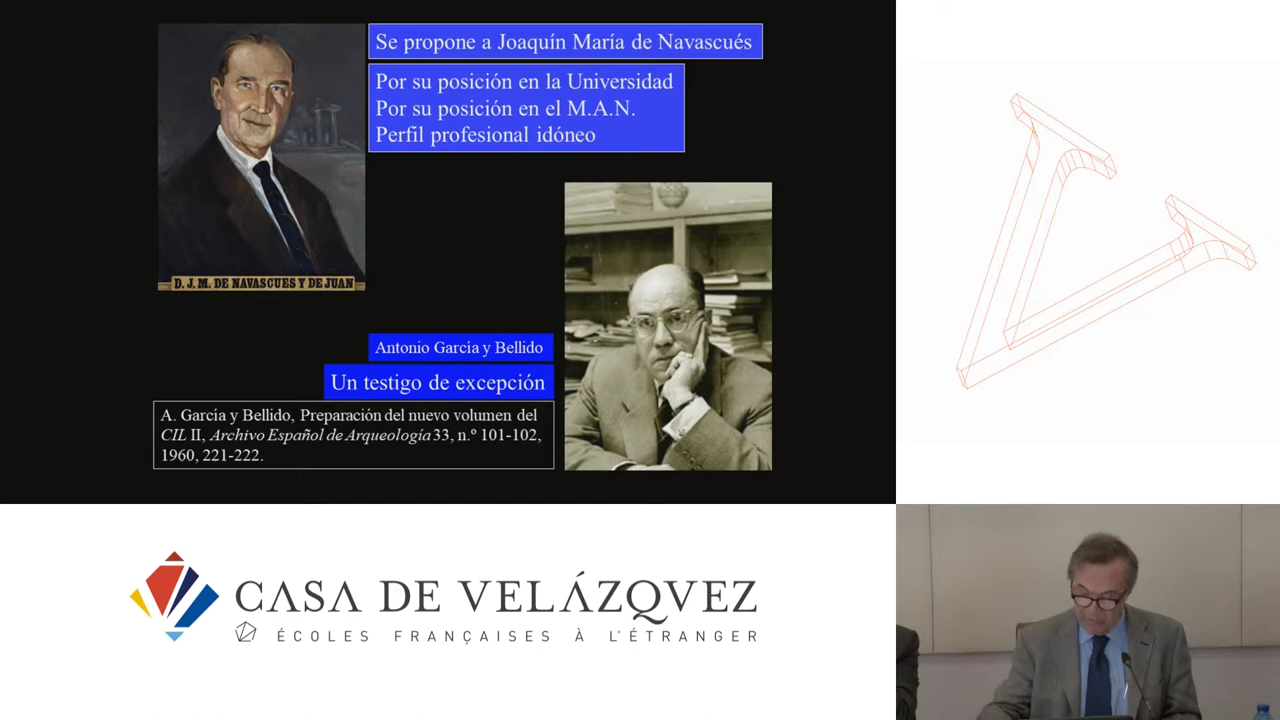 Se propone a Joaquín María de Navascués
Por su posición en la Universidad
Por su posición en el M.A.N.
Perfil profesional idóneo
D. J. M. DE NAVASCUES Y DE JUAN
Antonio García y Bellido
Un testigo de excepción
A. García y Bellido, Preparación del nuevo volumen del
CIL II, Archivo Español de Arqueología 33, n.º 101-102,
1960, 221-222.
CASA DE VELÁZQVEZ
ÉCOLES FRANÇAISES À L'ÉTRANGER